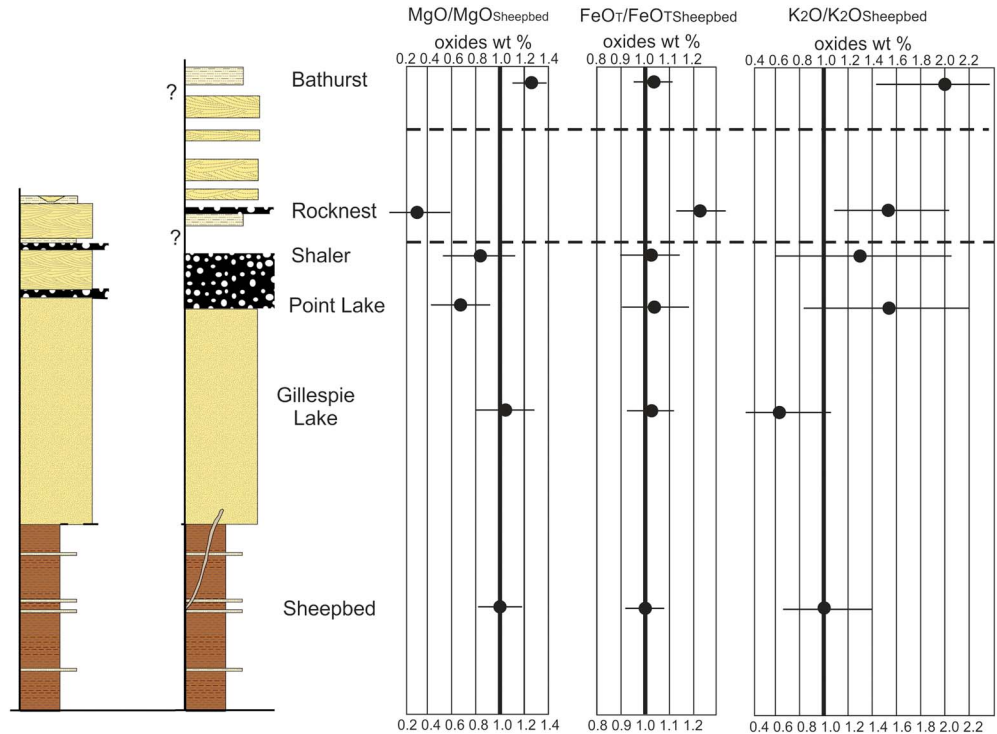 MgO/MgOSheepbed
oxides wt %
0.2 0.4 0.6 0.8 1.0 1.2 1.4
FeOT/FeOTSheepbed
oxides wt %
0.8 0.9 1.0 1.1 1.2
K2O/K2OSheepbed
oxides wt %
0.4 0.6 0.8 1.0 1.2 1.4 1.6 1.8 2.0 2.2
Bathurst
?
Rocknest
?
Shaler
Point Lake
Gillespie
Lake
Sheepbed
0.2 0.4 0.6 0.8 1.0 1.2 1.4
0.8 0.9 1.0 1.1 1.2
0.4 0.6 0.8 1.0 1.2 1.4 1.6 1.8 2.0 2.2